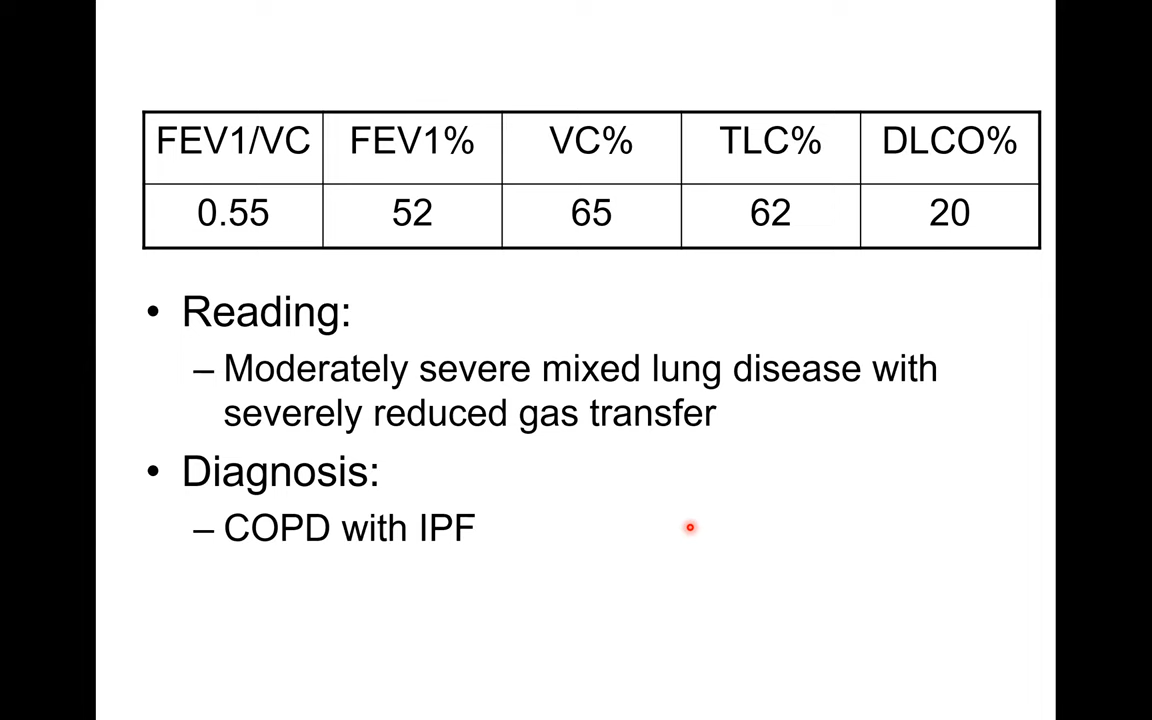 FEV1/VC FEV1% VC% TLC% DLCO%
0.55 52 65 62 20
• Reading:
– Moderately severe mixed lung disease with
severely reduced gas transfer
• Diagnosis:
– COPD with IPF